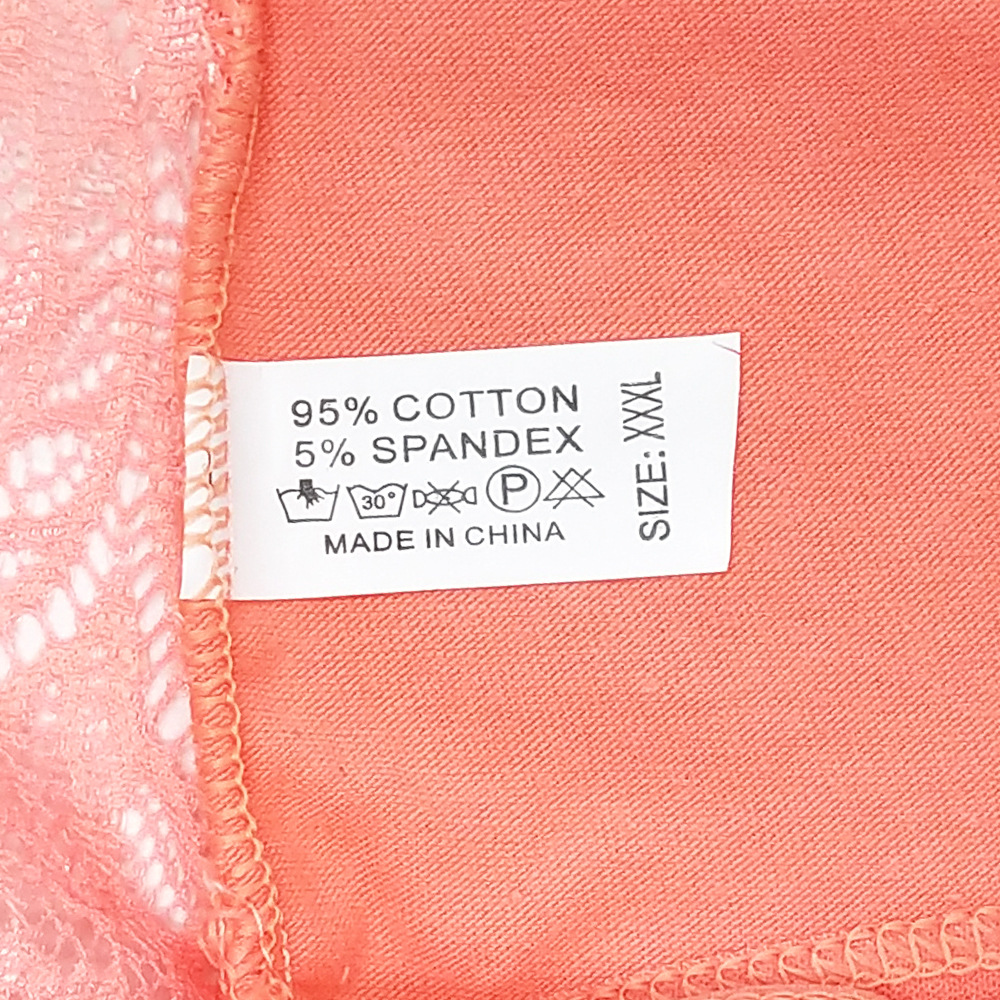 95% COTTON
5% SPANDEX
30°
P
MADE IN CHINA
SIZE: XXXL